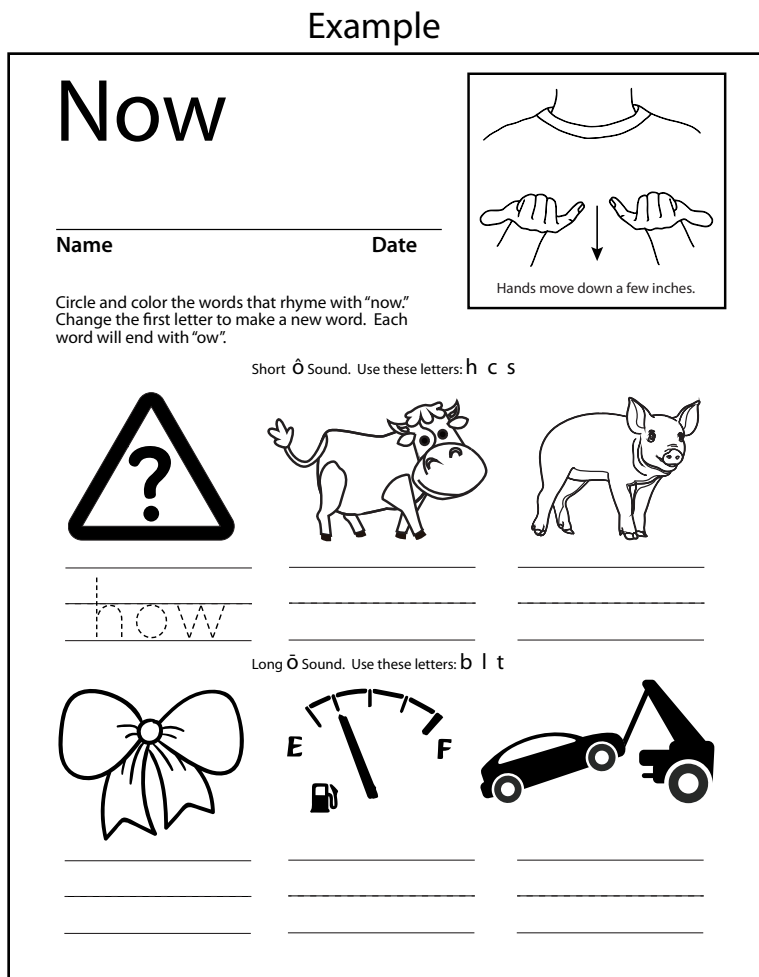 Example
Now
Name Date
Hands move down a few inches.
Circle and color the words that rhyme with “now.”
Change the first letter to make a new word.  Each
word will end with “ow”.
Short ô Sound.  Use these letters: h c s
?
how
Long ō Sound.  Use these letters: b l t
E F